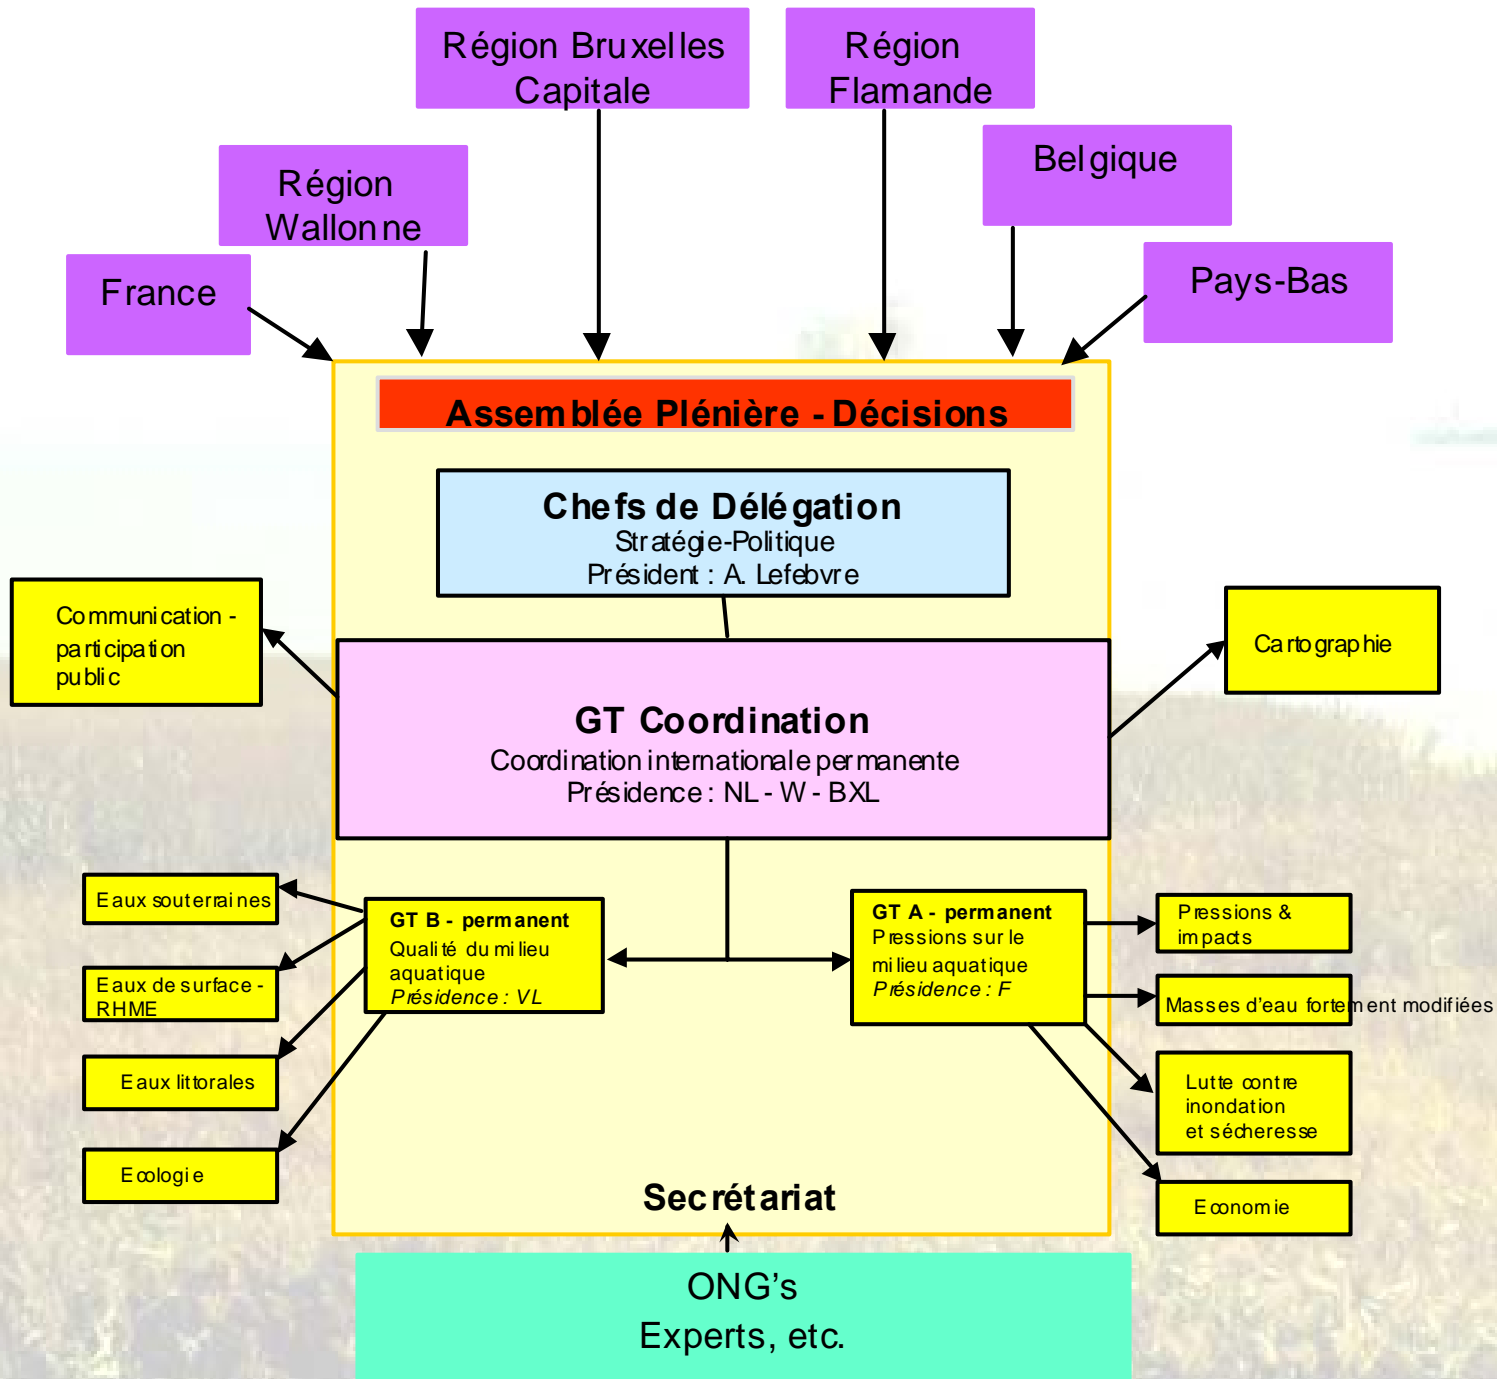 Région Bruxelles
Capitale
Région
Flamande
Région
Wallonne
Belgique
France
Pays-Bas
Assemblée Plénière - Décisions
Chefs de Délégation
Stratégie-Politique
Président : A. Lefebvre
Communication -
participation
public
Cartographie
GT Coordination
Coordination internationale permanente
Présidence : NL - W - BXL
Eaux souterraines
Eaux de surface -
RHME
Eaux littorales
Ecologie
GT B - permanent
Qualité du milieu
aquatique
Présidence : VL
GT A - permanent
Pressions sur le
milieu aquatique
Présidence : F
Pressions &
impacts
Masses d'eau fortement modifiées
Lutte contre
inondation
et sécheresse
Economie
Secrétariat
ONG's
Experts, etc.